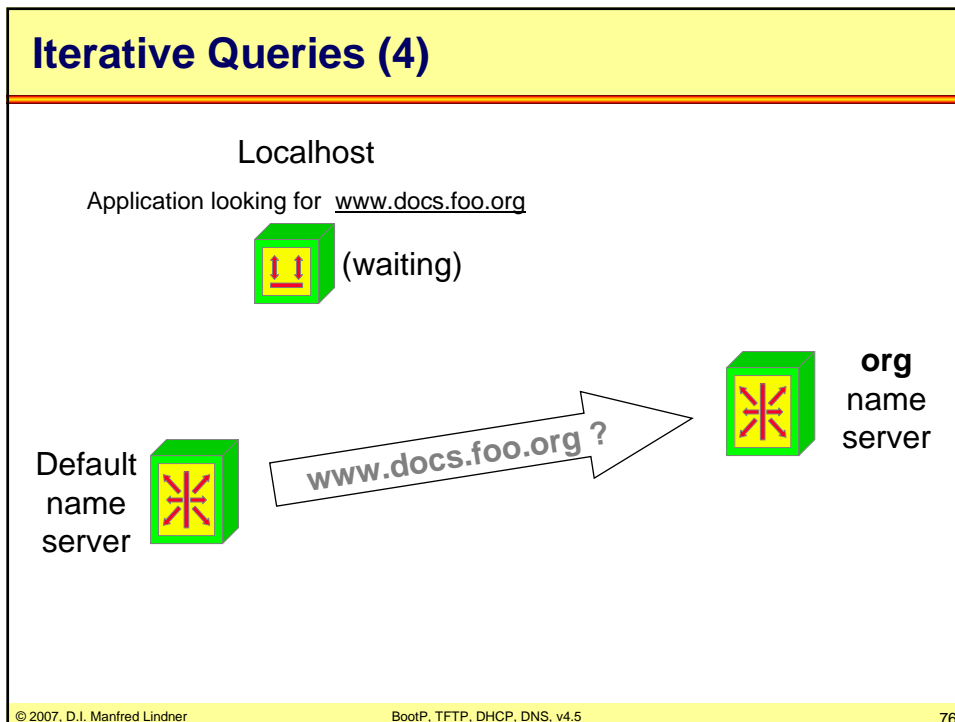 Iterative Queries (4)
Localhost
Application looking for www.docs.foo.org
(waiting)
org
name
server
www.docs.foo.org ?
Default
name
server
© 2007, D.I. Manfred Lindner
BootP, TFTP, DHCP, DNS, v4.5
76